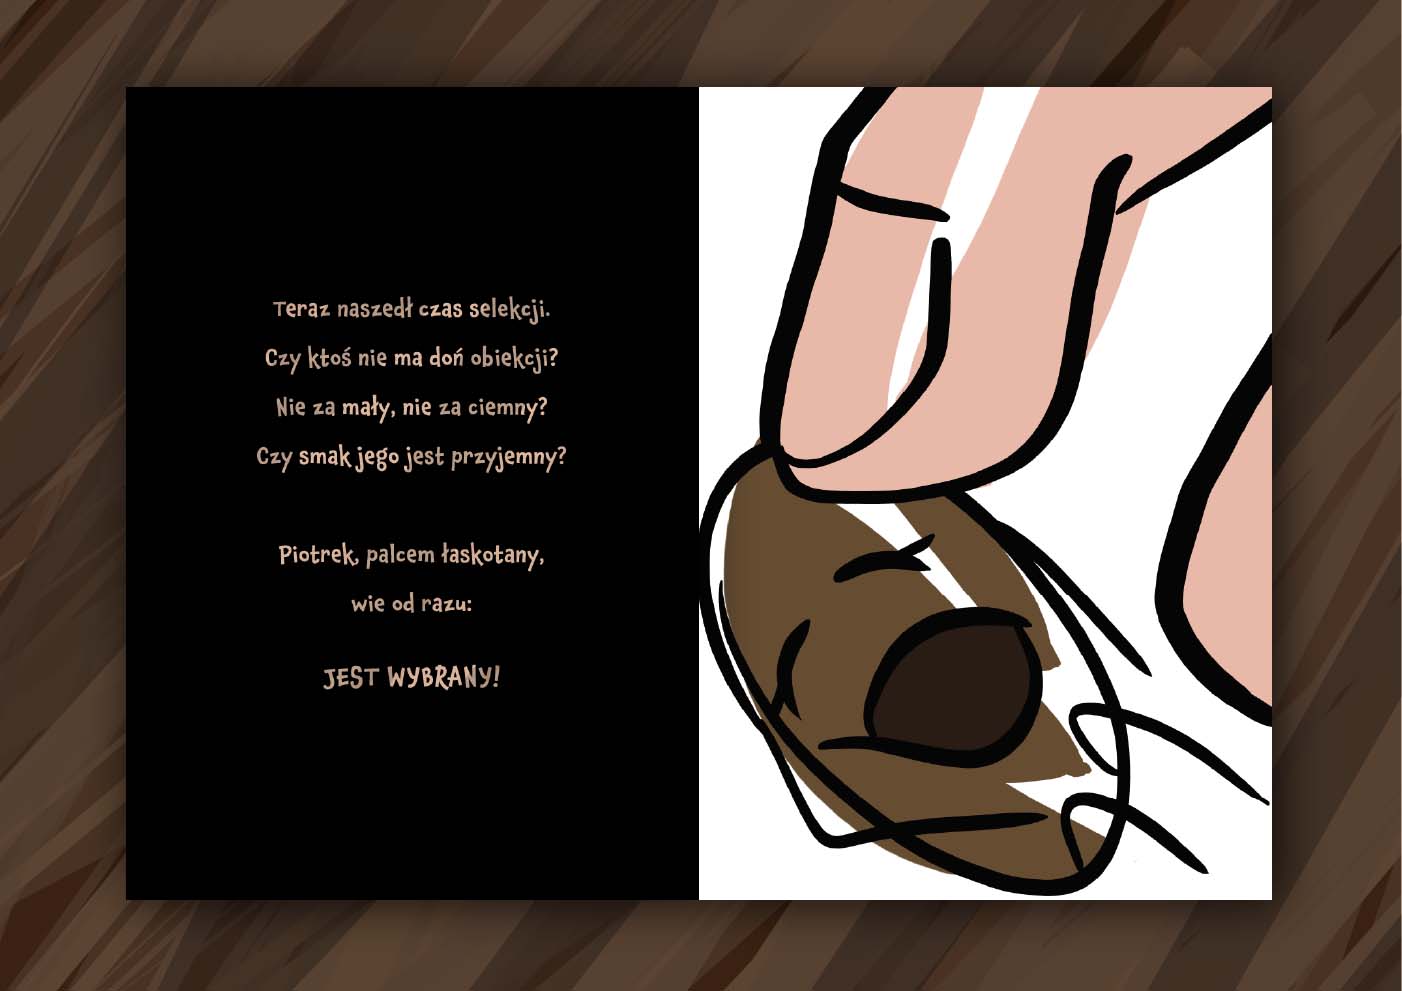 Teraz naszedł czas selekcji.
Czy ktoś nie ma doń obiekcji?
Nie za mały, nie za ciemny?
Czy smak jego jest przyjemny?
Piotrek, palcem łaskotany,
wie od razu:
JEST WYBRANY!